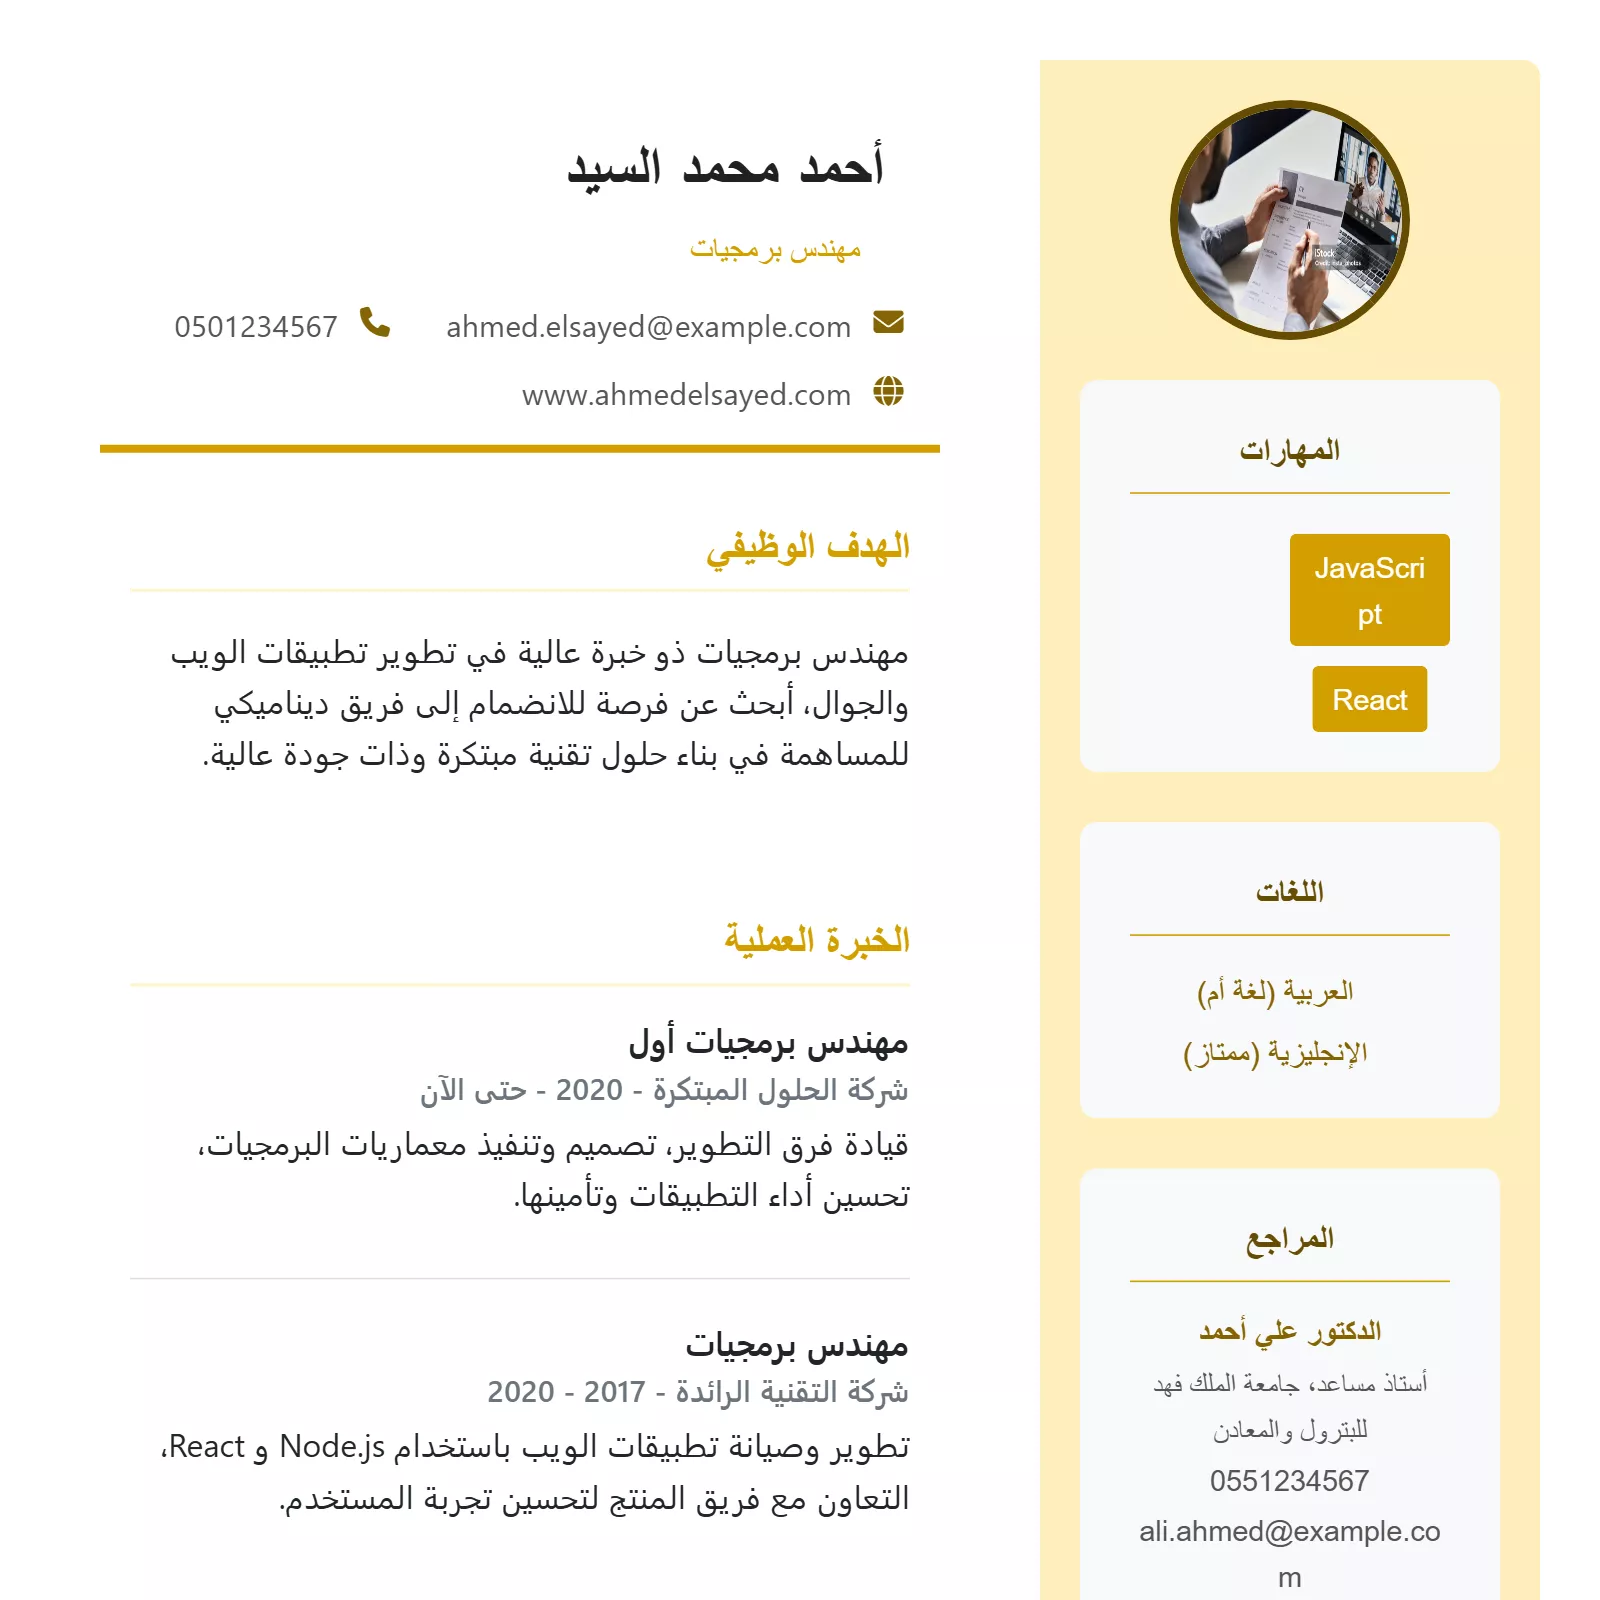 أحمد محمد السيد
مهندس برمجيات
ahmed.elsayed@example.com
0501234567
www.ahmedelsayed.com
الهدف الوظيفي
مهندس برمجيات ذو خبرة عالية في تطوير تطبيقات الويب
والجوال، أبحث عن فرصة للانضمام إلى فريق ديناميكي
للمساهمة في بناء حلول تقنية مبتكرة وذات جودة عالية.
الخبرة العملية
مهندس برمجيات أول
شركة الحلول المبتكرة - 2020 - حتى الآن
قيادة فرق التطوير، تصميم وتنفيذ معماريات البرمجيات،
تحسين أداء التطبيقات وتأمينها.
مهندس برمجيات
شركة التقنية الرائدة - 2017 - 2020
تطوير وصيانة تطبيقات الويب باستخدام Node.js و React،
التعاون مع فريق المنتج لتحسين تجربة المستخدم.
iStock
المهارات
JavaScri
pt
React
اللغات
العربية (لغة أم)
الإنجليزية (ممتاز)
المراجع
الدكتور علي أحمد
أستاذ مساعد، جامعة الملك فهد
للبترول والمعادن
0551234567
ali.ahmed@example.co
m